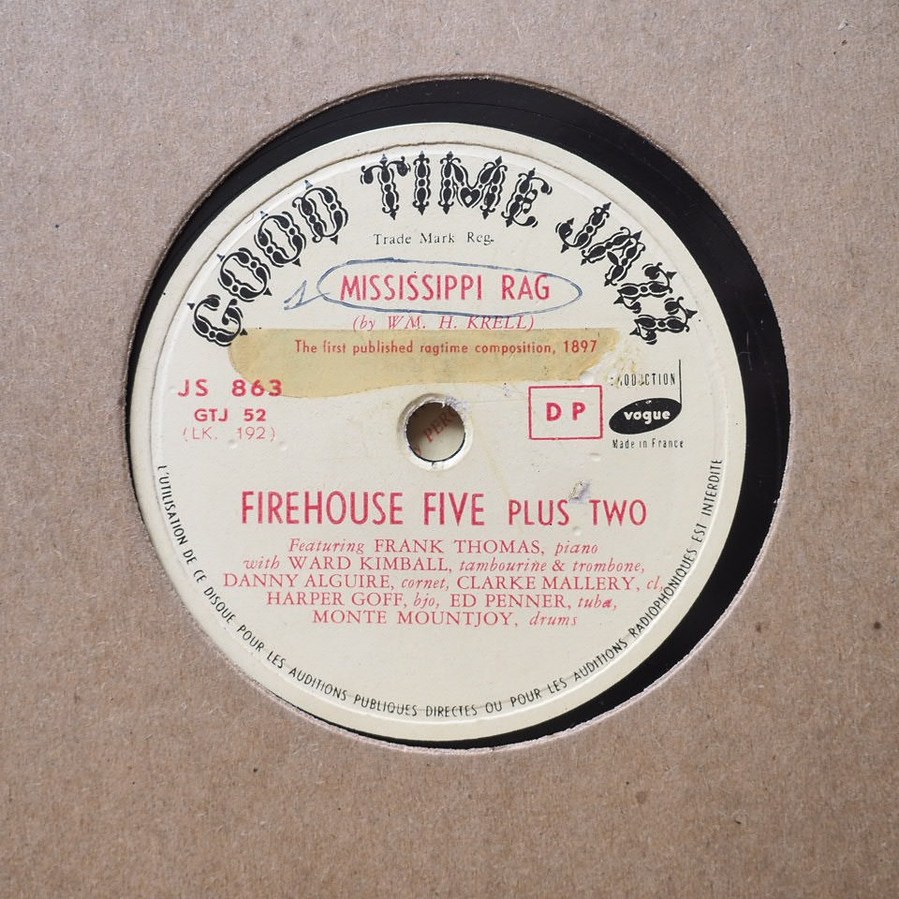 GOOD TIME JAZZ
Trade Mark Reg.
1 MISSISSIPPI RAG
(by WM. H. KRELL)
The first published ragtime composition, 1897
JS 863
GTJ 52
(LK. 192)
DP
PRODUCTION
vogue
Made in France
PERC
FIREHOUSE FIVE PLUS TWO
Featuring FRANK THOMAS, piano
with WARD KIMBALL, tambourine & trombone,
DANNY ALGUIRE, cornet, CLARKE MALLERY, cl,
HARPER GOFF, bjo, ED PENNER, tuba,
MONTE MOUNTJOY, drums
L'UTILISATION DE CE DISQUE POUR LES AUDITIONS PUBLIQUES DIRECTES OU POUR LES AUDITIONS RADIOPHONIQUES EST INTERDITE